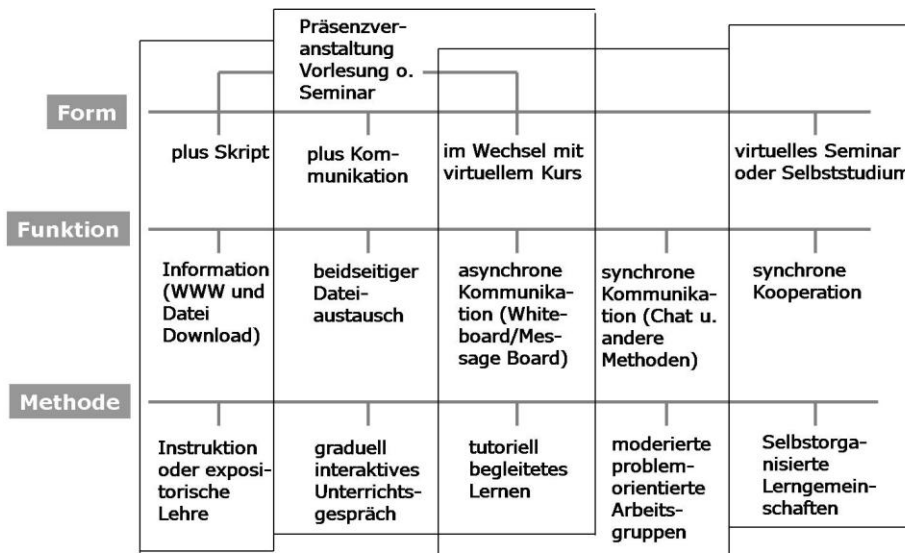 Präsenzver-
anstaltung
Vorlesung o.
Seminar
Form
plus Skript
plus Kom-
munikation
im Wechsel mit
virtuellem Kurs
virtuelles Seminar
oder Selbststudium
Funktion
Information
(WWW und
Datei
Download)
beidseitiger
Datei-
austausch
asynchrone
Kommunika-
tion (White-
board/Mes-
sage Board)
synchrone
Kommunika-
tion (Chat u.
andere
Methoden)
synchrone
Kooperation
Methode
Instruktion
oder exposi-
torische
Lehre
graduell
interaktives
Unterrichts-
gespräch
tutoriell
begleitetes
Lernen
moderierte
problem-
orientierte
Arbeits-
gruppen
Selbstorga-
nisierte
Lerngemein-
schaften